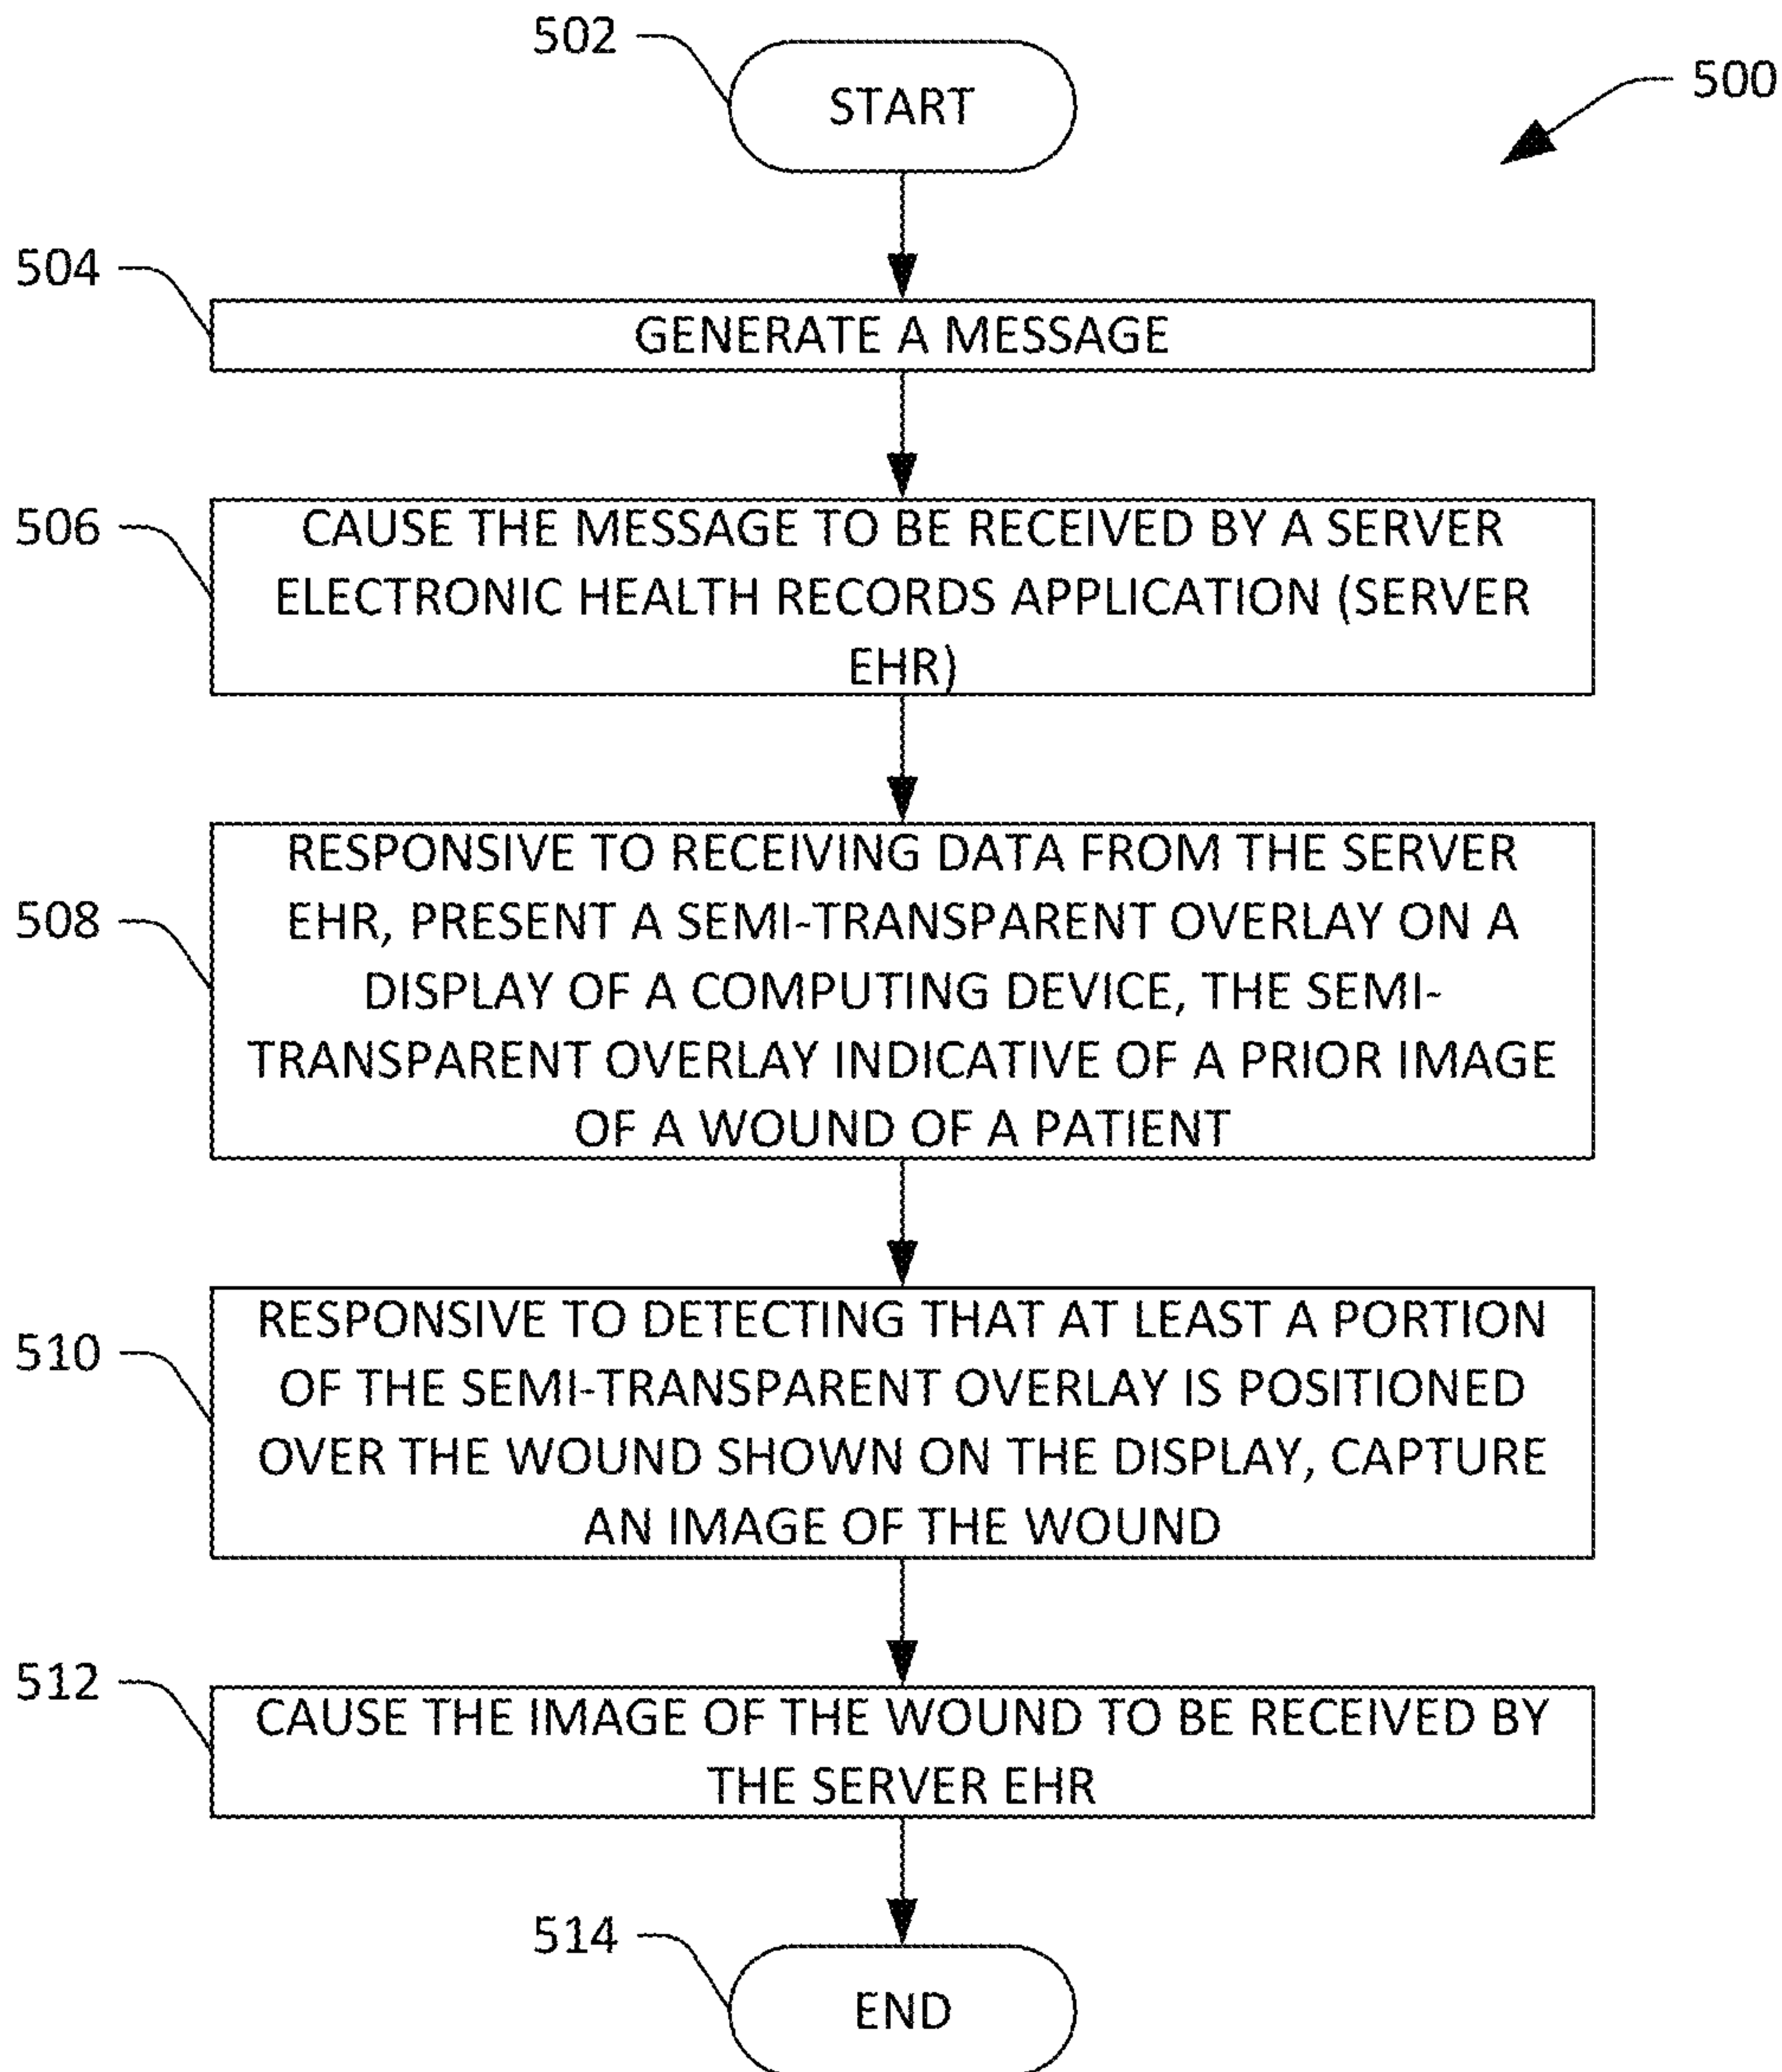 502
START
500
504
GENERATE A MESSAGE
506
CAUSE THE MESSAGE TO BE RECEIVED BY A SERVER
ELECTRONIC HEALTH RECORDS APPLICATION (SERVER
EHR)
508
RESPONSIVE TO RECEIVING DATA FROM THE SERVER
EHR, PRESENT A SEMI-TRANSPARENT OVERLAY ON A
DISPLAY OF A COMPUTING DEVICE, THE SEMI-
TRANSPARENT OVERLAY INDICATIVE OF A PRIOR IMAGE
OF A WOUND OF A PATIENT
510
RESPONSIVE TO DETECTING THAT AT LEAST A PORTION
OF THE SEMI-TRANSPARENT OVERLAY IS POSITIONED
OVER THE WOUND SHOWN ON THE DISPLAY, CAPTURE
AN IMAGE OF THE WOUND
512
CAUSE THE IMAGE OF THE WOUND TO BE RECEIVED BY
THE SERVER EHR
514
END